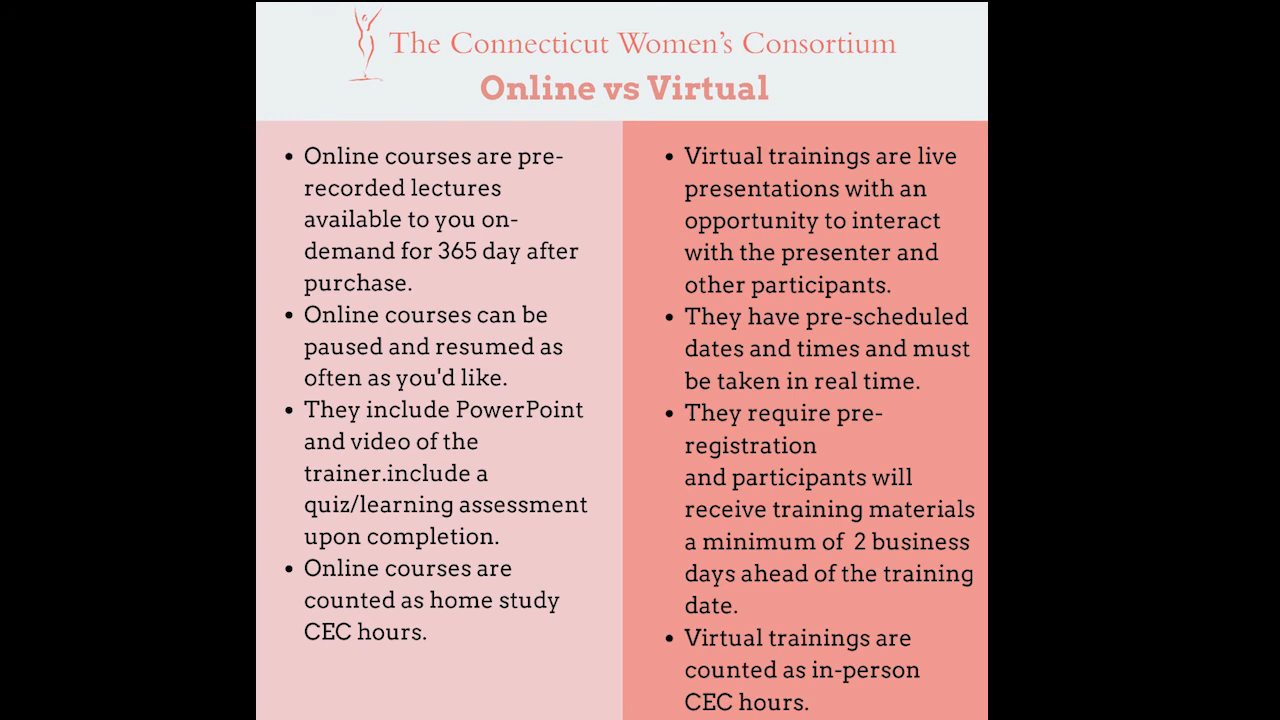 The Connecticut Women's Consortium
Online vs Virtual
• Online courses are pre-
recorded lectures
available to you on-
demand for 365 day after
purchase.
• Online courses can be
paused and resumed as
often as you'd like.
• They include PowerPoint
and video of the
trainer.include a
quiz/learning assessment
upon completion.
• Online courses are
counted as home study
CEC hours.
• Virtual trainings are live
presentations with an
opportunity to interact
with the presenter and
other participants.
• They have pre-scheduled
dates and times and must
be taken in real time.
• They require pre-
registration
and participants will
receive training materials
a minimum of 2 business
days ahead of the training
date.
• Virtual trainings are
counted as in-person
CEC hours.